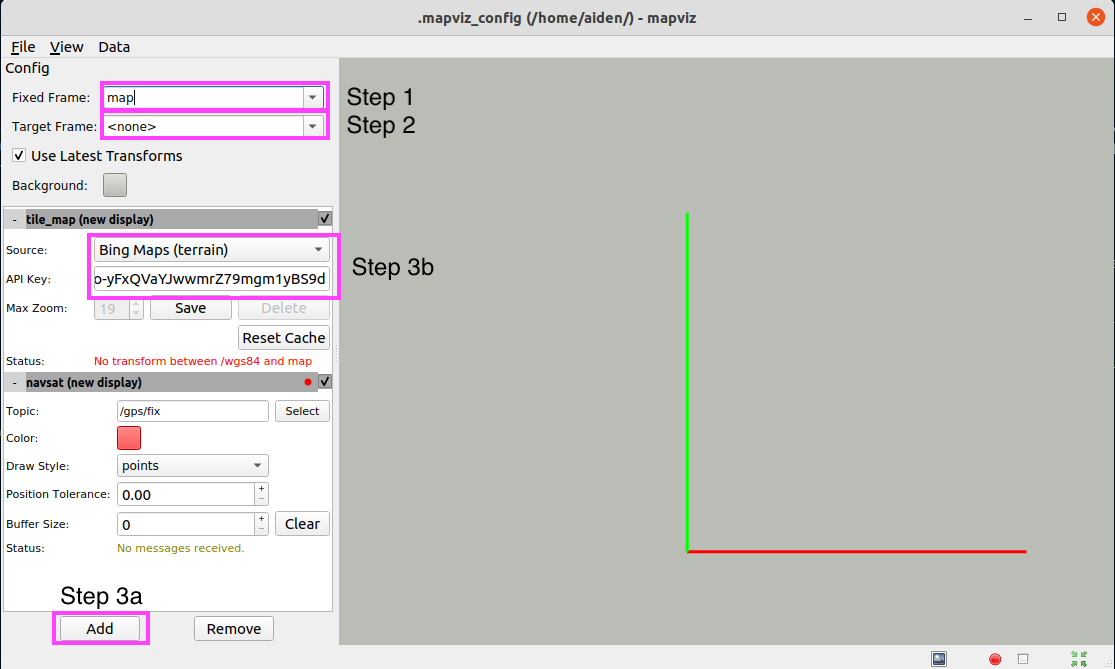 .mapviz_config (/home/aiden/) - mapviz
File View Data
Config
Fixed Frame: map
Step 1
Target Frame: <none>
Step 2
Use Latest Transforms
Background:
- tile_map (new display)
Source: Bing Maps (terrain)
Step 3b
API Key: o-yFxQVaYJwwmrZ79mgm1yBS9d
Max Zoom: 19 Save Delete
Reset Cache
Status: No transform between /wgs84 and map
- navsat (new display)
Topic: /gps/fix Select
Color:
Draw Style: points
Position Tolerance: 0.00
Buffer Size: 0 Clear
Status: No messages received.
Step 3a
Add Remove